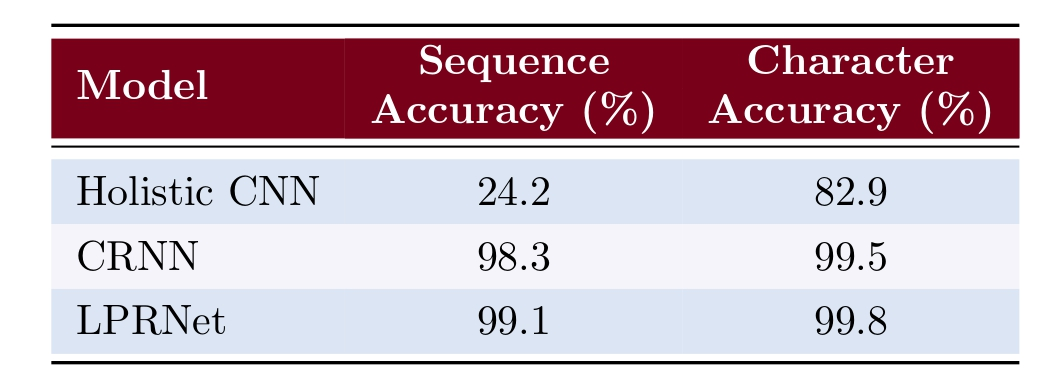 Model Sequence Accuracy (%) Character Accuracy (%)
Holistic CNN 24.2 82.9
CRNN 98.3 99.5
LPRNet 99.1 99.8